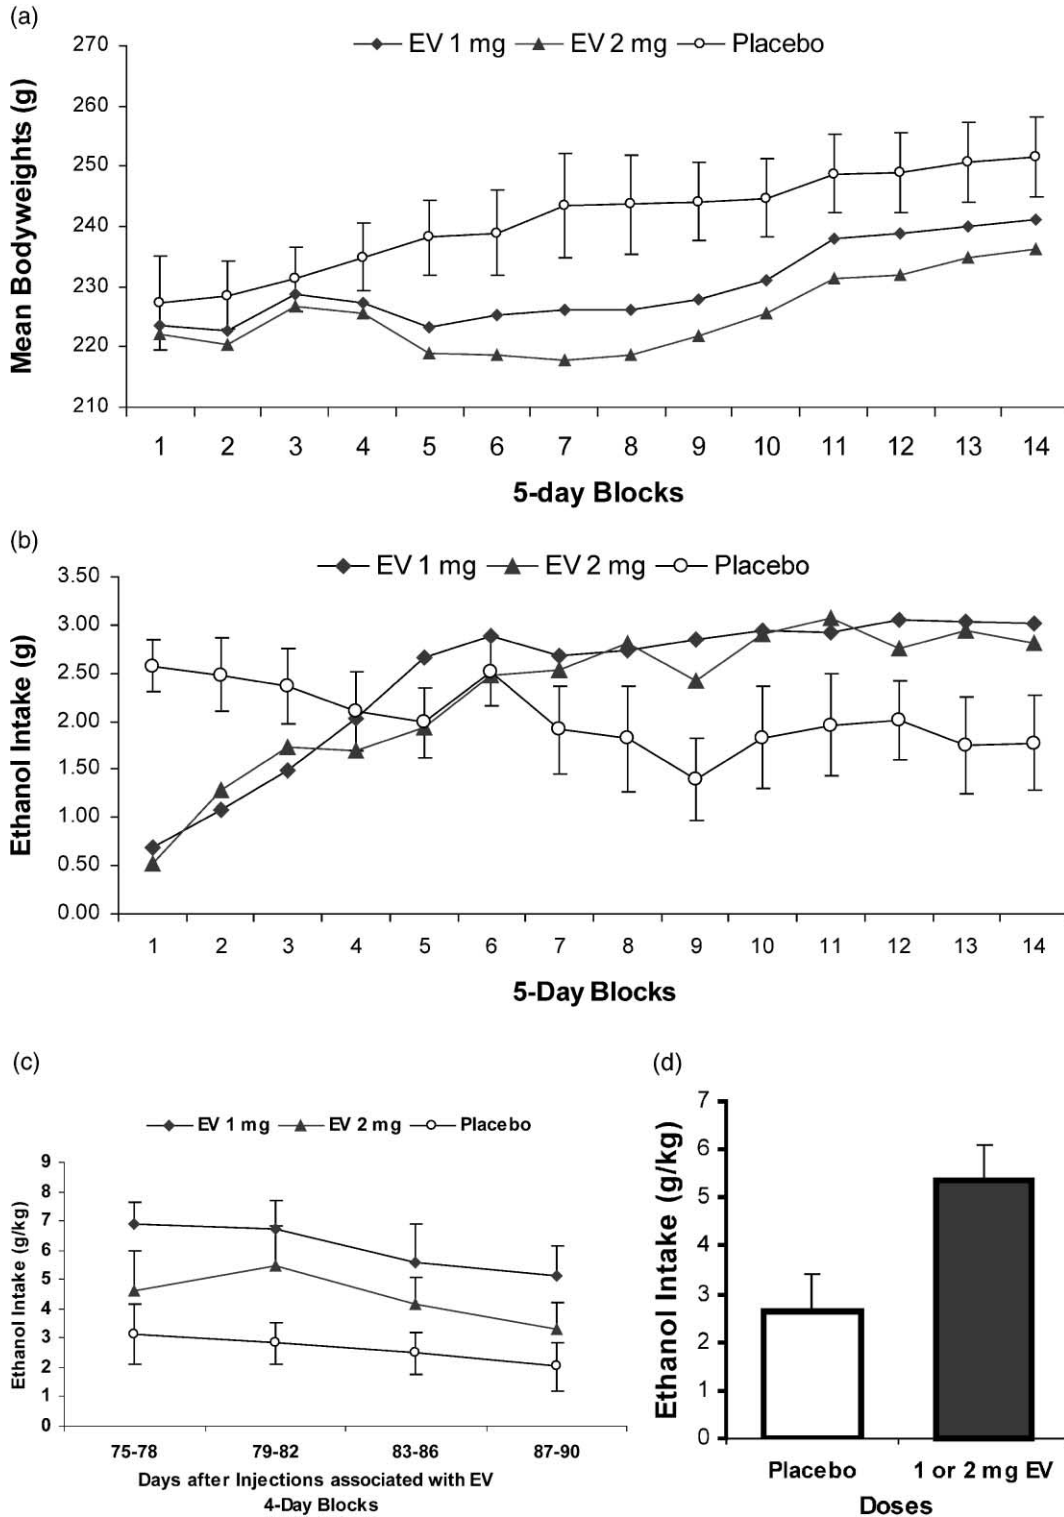 (a)
EV 1 mg EV 2 mg Placebo
270
260
250
240
230
220
210
Mean Bodyweights (g)
1 2 3 4 5 6 7 8 9 10 11 12 13 14
5-day Blocks
(b)
EV 1 mg EV 2 mg Placebo
3.50
3.00
2.50
2.00
1.50
1.00
0.50
0.00
Ethanol Intake (g)
1 2 3 4 5 6 7 8 9 10 11 12 13 14
5-Day Blocks
(c)
EV 1 mg EV 2 mg Placebo
9
8
7
6
5
4
3
2
1
0
Ethanol Intake (g/kg)
75-78 79-82 83-86 87-90
Days after Injections associated with EV
4-Day Blocks
(d)
7
6
5
4
3
2
1
0
Ethanol Intake (g/kg)
Placebo 1 or 2 mg EV
Doses